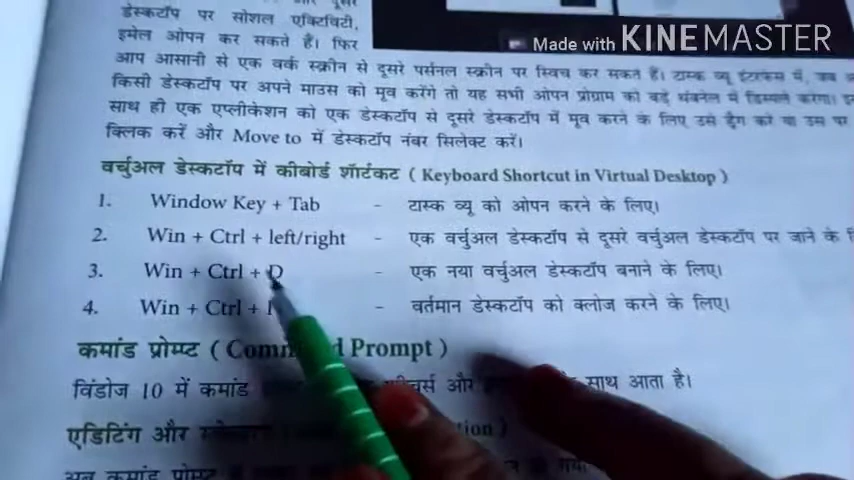 डेस्कटॉप पर सोशल एक्टिविटी,
इमेल ओपन कर सकते हैं। फिर
Made with KINEMASTER
आप आसानी से एक वर्क स्क्रीन से दूसरे पर्सनल स्क्रीन पर स्विच कर सकते हैं। टास्क व्यू इंटरफेस में, जब
किसी डेस्कटॉप पर अपने माउस को मूव करेंगे तो यह सभी ओपन प्रोग्राम को बड़े थंबनेल में डिस्प्ले करेगा।
साथ ही एक एप्लीकेशन को एक डेस्कटॉप से दूसरे डेस्कटॉप में मूव करने के लिए उसे ड्रैग करें या उस पर
क्लिक करें और Move to में डेस्कटॉप नंबर सिलेक्ट करें।
वर्चुअल डेस्कटॉप में कीबोर्ड शॉर्टकट ( Keyboard Shortcut in Virtual Desktop )
1. Window Key + Tab - टास्क व्यू को ओपन करने के लिए।
2. Win + Ctrl + left/right - एक वर्चुअल डेस्कटॉप से दूसरे वर्चुअल डेस्कटॉप पर जाने के
3. Win + Ctrl + D - एक नया वर्चुअल डेस्कटॉप बनाने के लिए।
4. Win + Ctrl + - वर्तमान डेस्कटॉप को क्लोज करने के लिए।
कमांड प्रोम्प्ट ( Prompt )
विंडोज 10 में कमांड और साथ आता है।
एडिटिंग और
अब कमांड प्रोम्प्ट